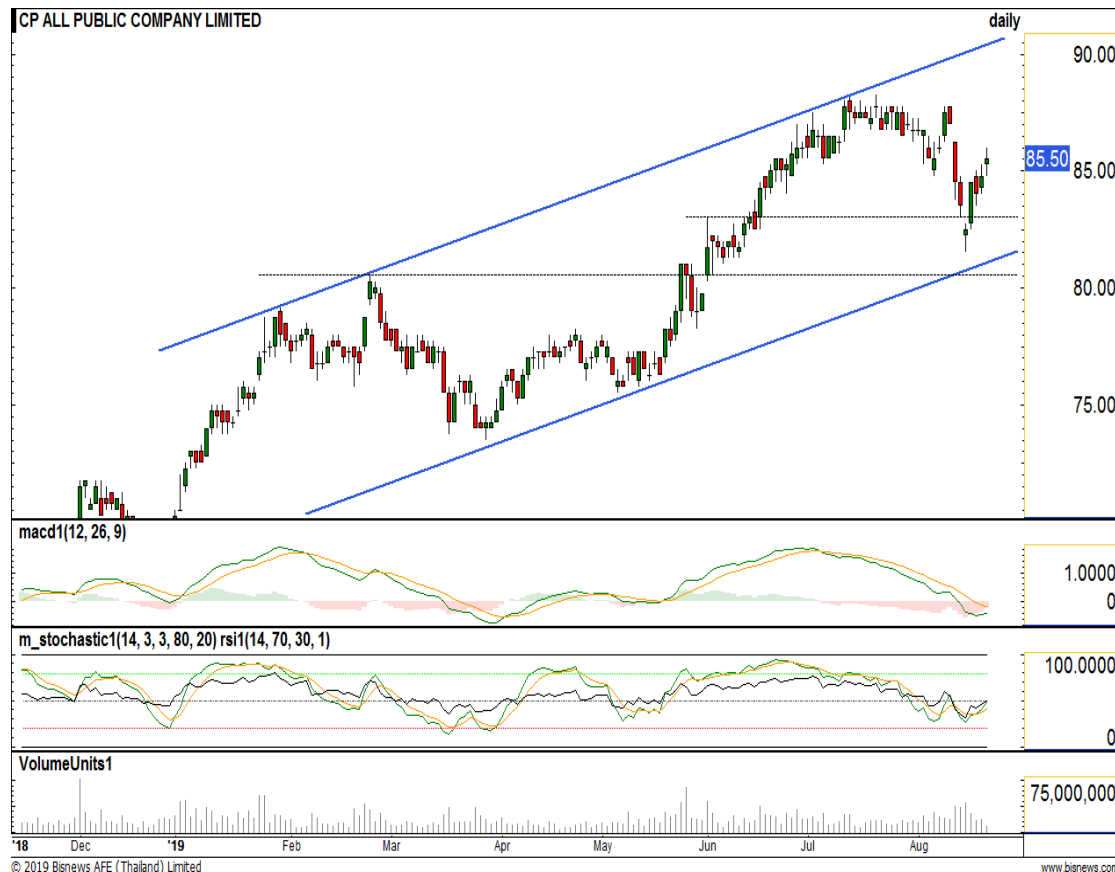 CP ALL PUBLIC COMPANY LIMITED daily
90.00
85.50
85.00
80.00
75.00
macd1(12, 26, 9)
1.0000
0
m_stochastic1(14, 3, 3, 80, 20) rsi1(14, 70, 30, 1)
100.0000
0
VolumeUnits1
75,000,000
'18 Dec '19 Feb Mar Apr May Jun Jul Aug
© 2019 Bisnews AFE (Thailand) Limited www.bisnews.com